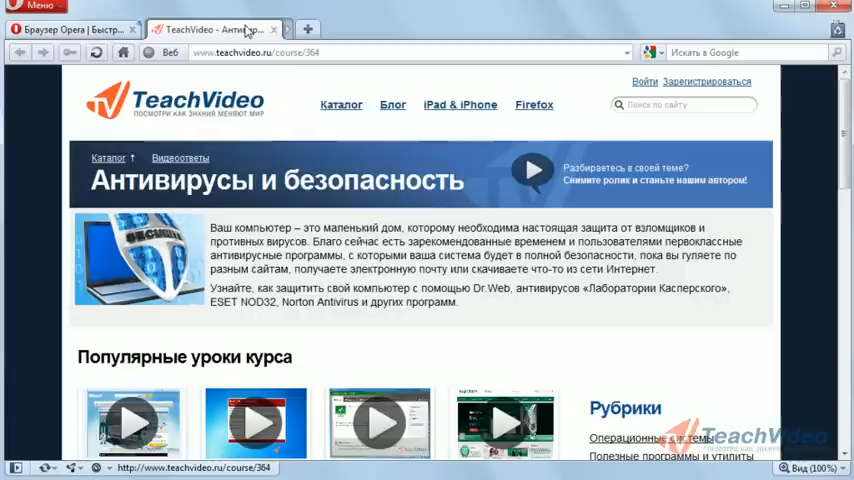 Меню
Браузер Opera | Быстр...
TeachVideo - Антивир...
Веб
www.teachvideo.ru/course/364
Искать в Google
Войти Зарегистрироваться
TeachVideo
ПОСМОТРИ КАК ЗНАНИЯ МЕНЯЮТ МИР
Каталог Блог iPad & iPhone Firefox
Поиск по сайту
Каталог ↑ Видеоответы
Антивирусы и безопасность
Разбираетесь в своей теме?
Снимите ролик и станьте нашим автором!
SECURITY
Ваш компьютер – это маленький дом, которому необходима настоящая защита от взломщиков и
противных вирусов. Благо сейчас есть зарекомендованные временем и пользователями первоклассные
антивирусные программы, с которыми ваша система будет в полной безопасности, пока вы гуляете по
разным сайтам, получаете электронную почту или скачиваете что-то из сети Интернет.
Узнайте, как защитить свой компьютер с помощью Dr.Web, антивирусов «Лаборатории Касперского»,
ESET NOD32, Norton Antivirus и других программ.
Популярные уроки курса
Рубрики
Операционные системы
Полезные программы и утилиты
TeachVideo
http://www.teachvideo.ru/course/364
Вид (100%)